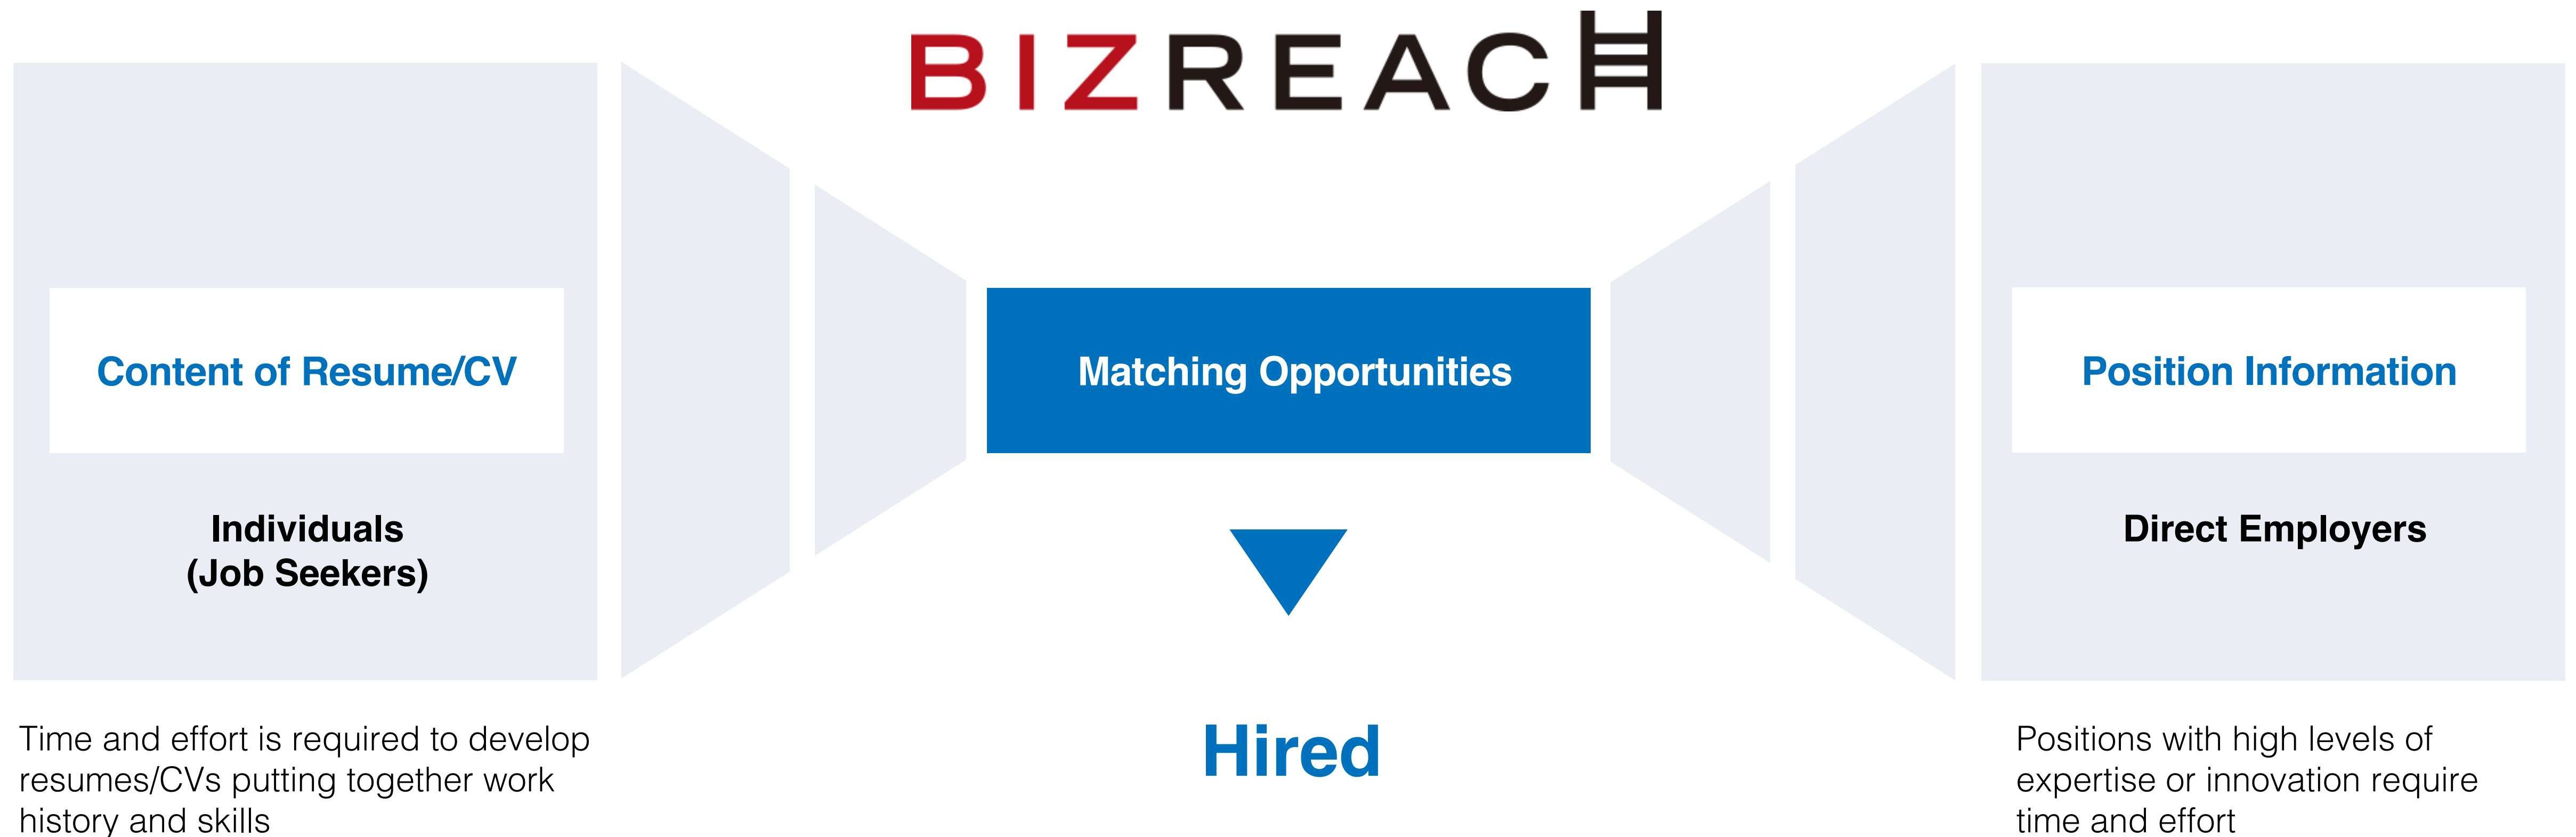 BIZREACH
Content of Resume/CV
Individuals
(Job Seekers)
Time and effort is required to develop
resumes/CVs putting together work
history and skills
Matching Opportunities
Hired
Position Information
Direct Employers
Positions with high levels of
expertise or innovation require
time and effort